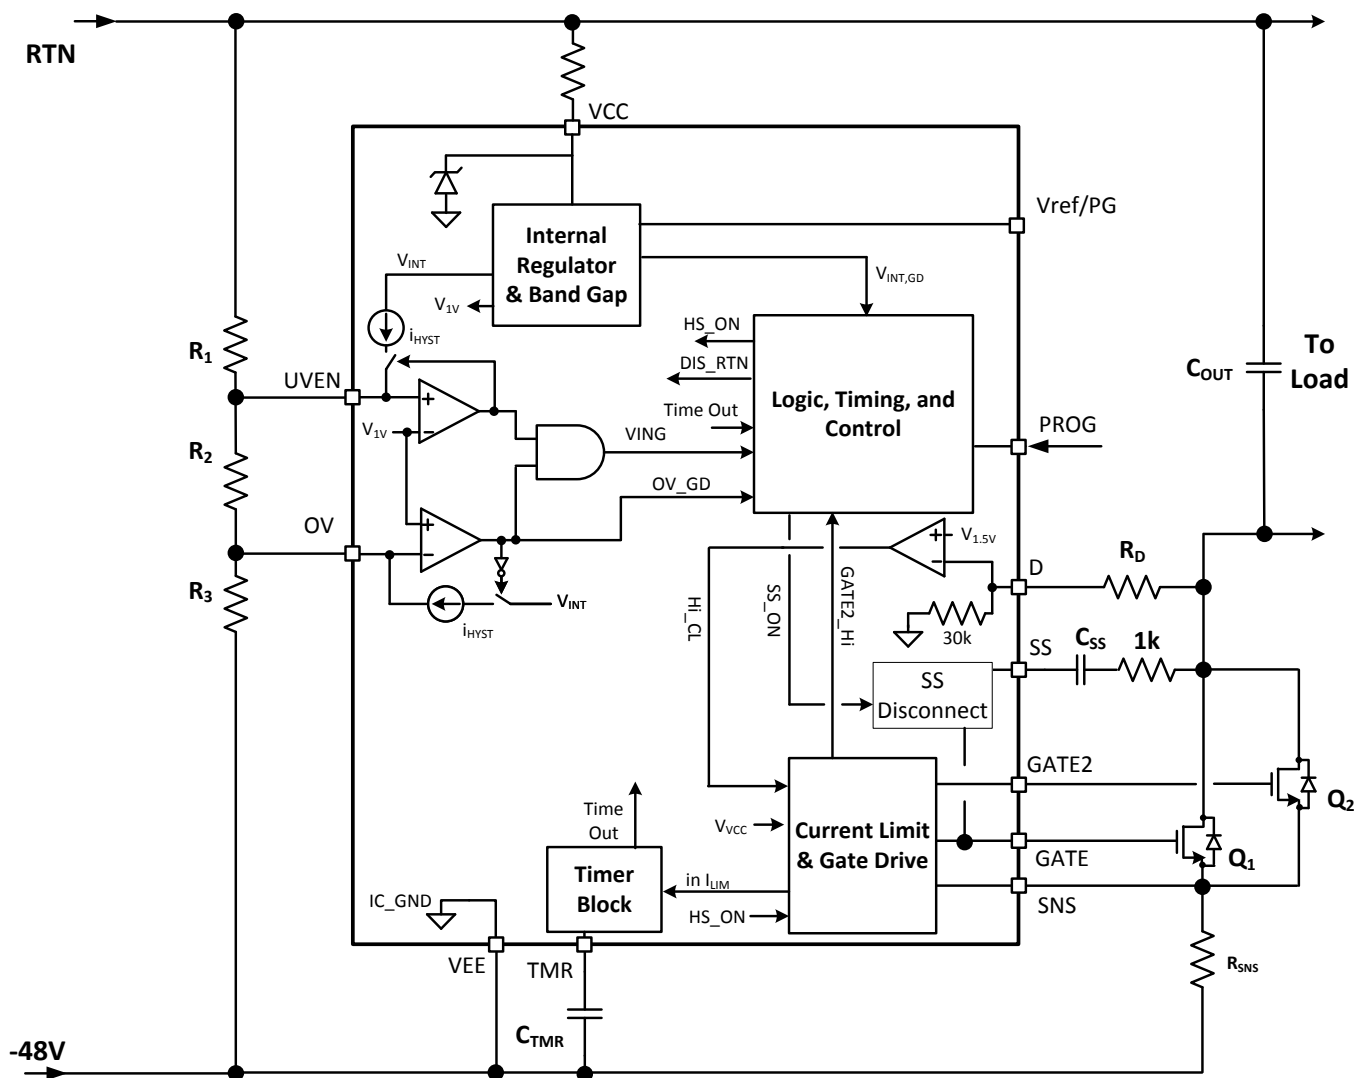 RTN
VCC
Vref/PG
Internal
Regulator
& Band Gap
VINT
V1V
VINT,GD
iHYST
HS_ON
DIS_RTN
Time Out
Logic, Timing, and
Control
R1
UVEN
V1V
VING
PROG
COUT
To
Load
R2
OV
OV_GD
V1.5V
D
RD
R3
iHYST
VINT
Hi_CL
SS_ON
GATE2_Hi
30k
SS
CSS
1k
SS
Disconnect
GATE2
Q2
Time
Out
VVCC
Current Limit
& Gate Drive
GATE
Q1
Timer
Block
in ILIM
HS_ON
SNS
IC_GND
VEE
TMR
RSNS
CTMR
-48V